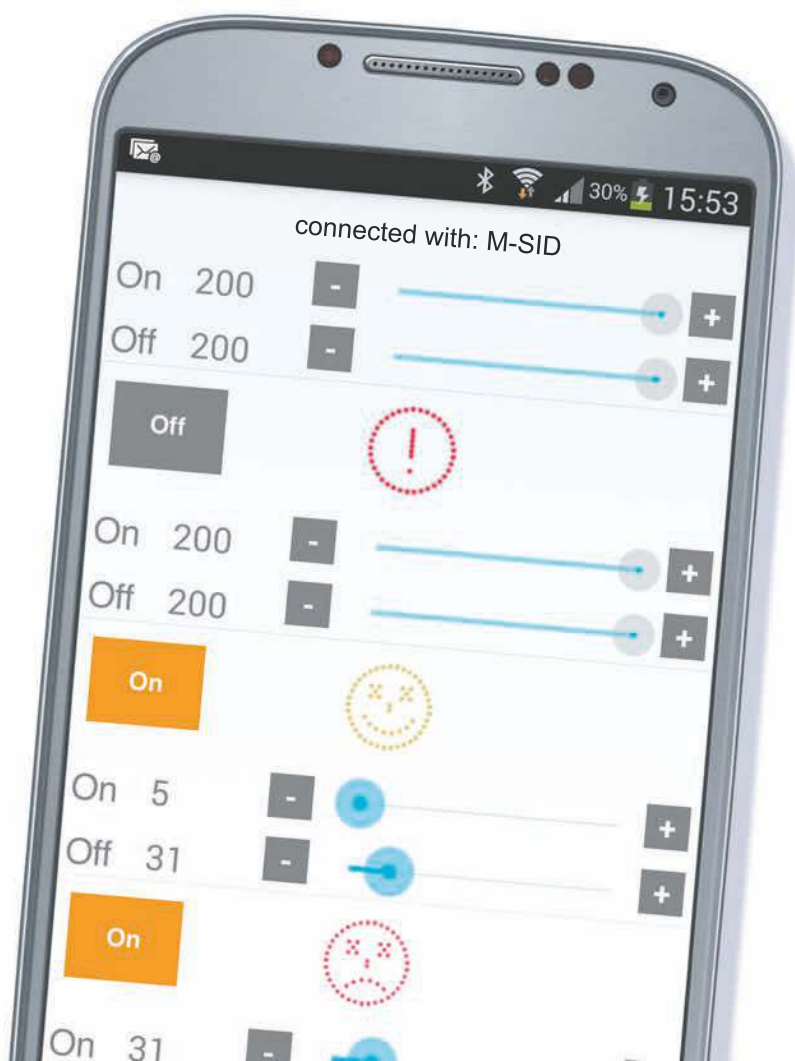 30% 15:53
connected with: M-SID
On 200 - +
Off 200 - +
Off
!
On 200 - +
Off 200 - +
On
On 5 - +
Off 31 - +
On
On 31 -